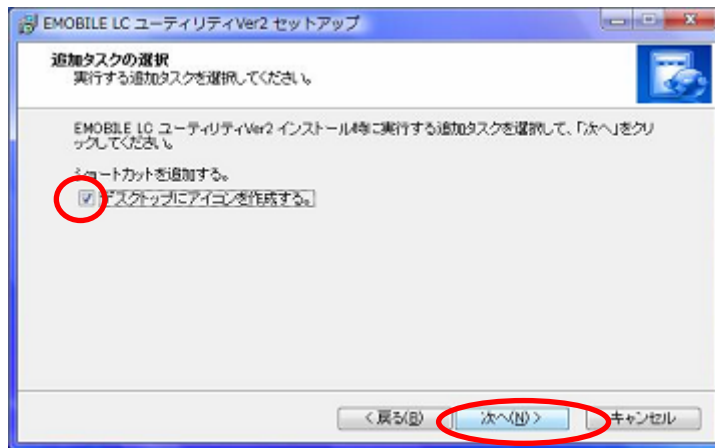 EMOBILE LC ユーティリティVer2 セットアップ
追加タスクの選択
実行する追加タスクを選択してください。
EMOBILE LC ユーティリティVer2 インストール時に実行する追加タスクを選択して、「次へ」をクリ
ックしてください。
ショートカットを追加する。
デスクトップにアイコンを作成する。
< 戻る(B)
次へ(N) >
キャンセル